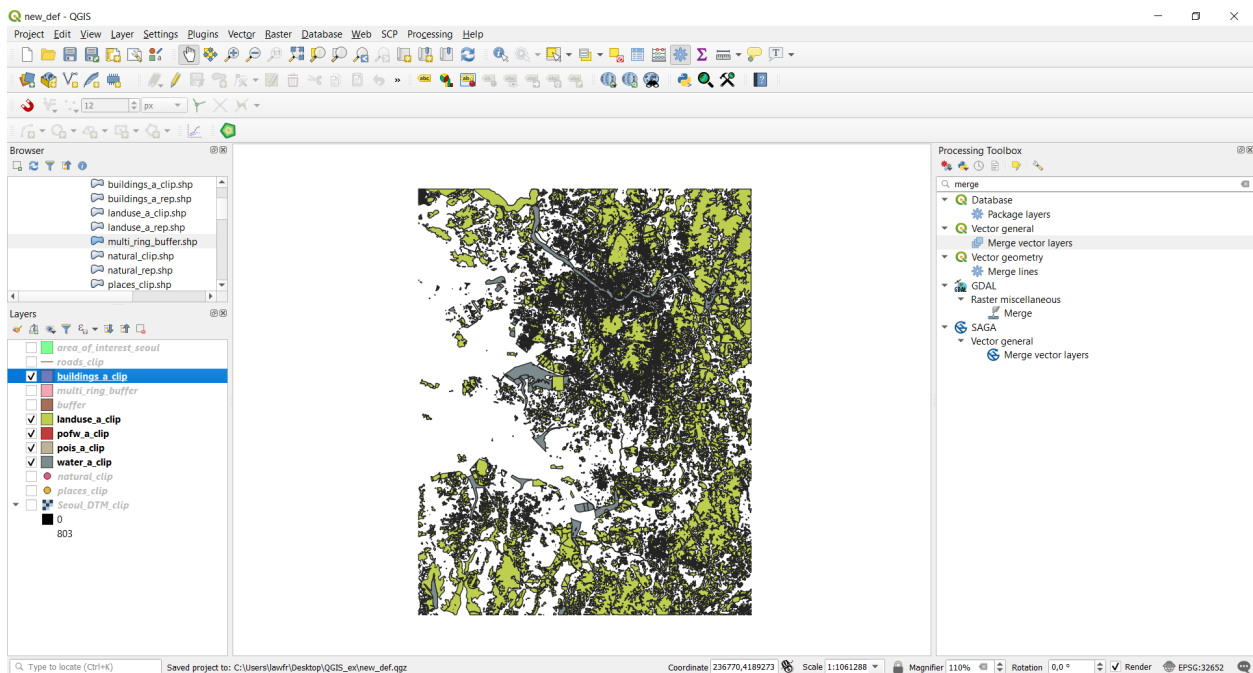 new_def - QGIS
Project Edit View Layer Settings Plugins Vector Raster Database Web SCP Processing Help
12 px
Browser
buildings_a_clip.shp
buildings_a_rep.shp
landuse_a_clip.shp
landuse_a_rep.shp
multi_ring_buffer.shp
natural_clip.shp
natural_rep.shp
places_clip.shp
Layers
area_of_interest_seoul
roads_clip
buildings_a_clip
multi_ring_buffer
buffer
landuse_a_clip
pofw_a_clip
pois_a_clip
water_a_clip
natural_clip
places_clip
Seoul_DTM_clip
0
803
Processing Toolbox
merge
Database
Package layers
Vector general
Merge vector layers
Vector geometry
Merge lines
GDAL
Raster miscellaneous
Merge
SAGA
Vector general
Merge vector layers
Type to locate (Ctrl+K) Saved project to: C:\Users\lawfr\Desktop\QGIS_ex\new_def.qgz Coordinate 236770,4189273 Scale 1:1061288 Magnifier 110% Rotation 0,0 ° Render EPSG:32652